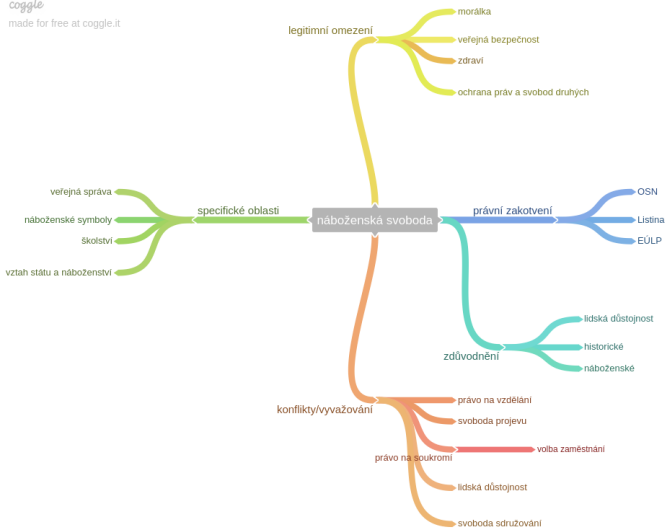 coggle
made for free at coggle.it
legitimní omezení
morálka
veřejná bezpečnost
zdraví
ochrana práv a svobod druhých
veřejná správa
náboženské symboly
školství
vztah státu a náboženství
specifické oblasti
náboženská svoboda
právní zakotvení
OSN
Listina
EÚLP
zdůvodnění
lidská důstojnost
historické
náboženské
konflikty/vyvažování
právo na vzdělání
svoboda projevu
právo na soukromí
volba zaměstnání
lidská důstojnost
svoboda sdružování